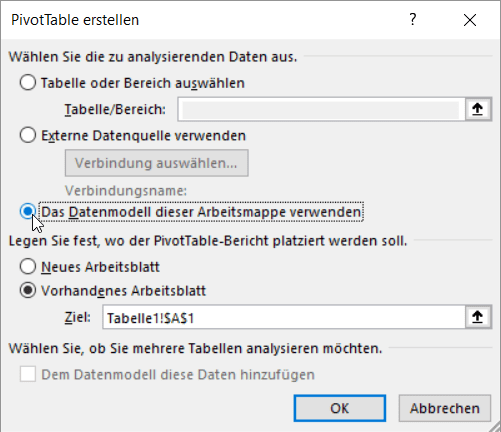 PivotTable erstellen
Wählen Sie die zu analysierenden Daten aus.
Tabelle oder Bereich auswählen
Tabelle/Bereich:
Externe Datenquelle verwenden
Verbindung auswählen...
Verbindungsname:
Das Datenmodell dieser Arbeitsmappe verwenden
Legen Sie fest, wo der PivotTable-Bericht platziert werden soll.
Neues Arbeitsblatt
Vorhandenes Arbeitsblatt
Ziel: Tabelle1!$A$1
Wählen Sie, ob Sie mehrere Tabellen analysieren möchten.
Dem Datenmodell diese Daten hinzufügen
OK Abbrechen